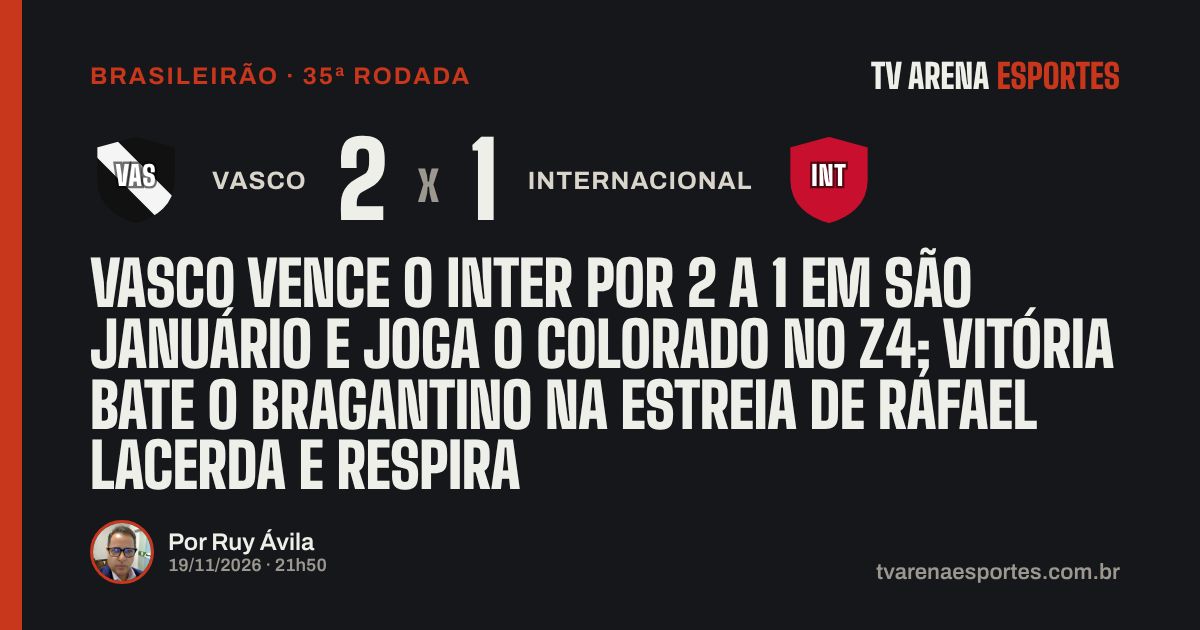 BRASILEIRÃO · 35ª RODADA
TV ARENA ESPORTES
VAS VASCO 2 X 1 INTERNACIONAL INT
VASCO VENCE O INTER POR 2 A 1 EM SÃO
JANUÁRIO E JOGA O COLORADO NO Z4; VITÓRIA
BATE O BRAGANTINO NA ESTREIA DE RAFAEL
LACERDA E RESPIRA
Por Ruy Ávila
19/11/2026 · 21h50
tvarenaesportes.com.br